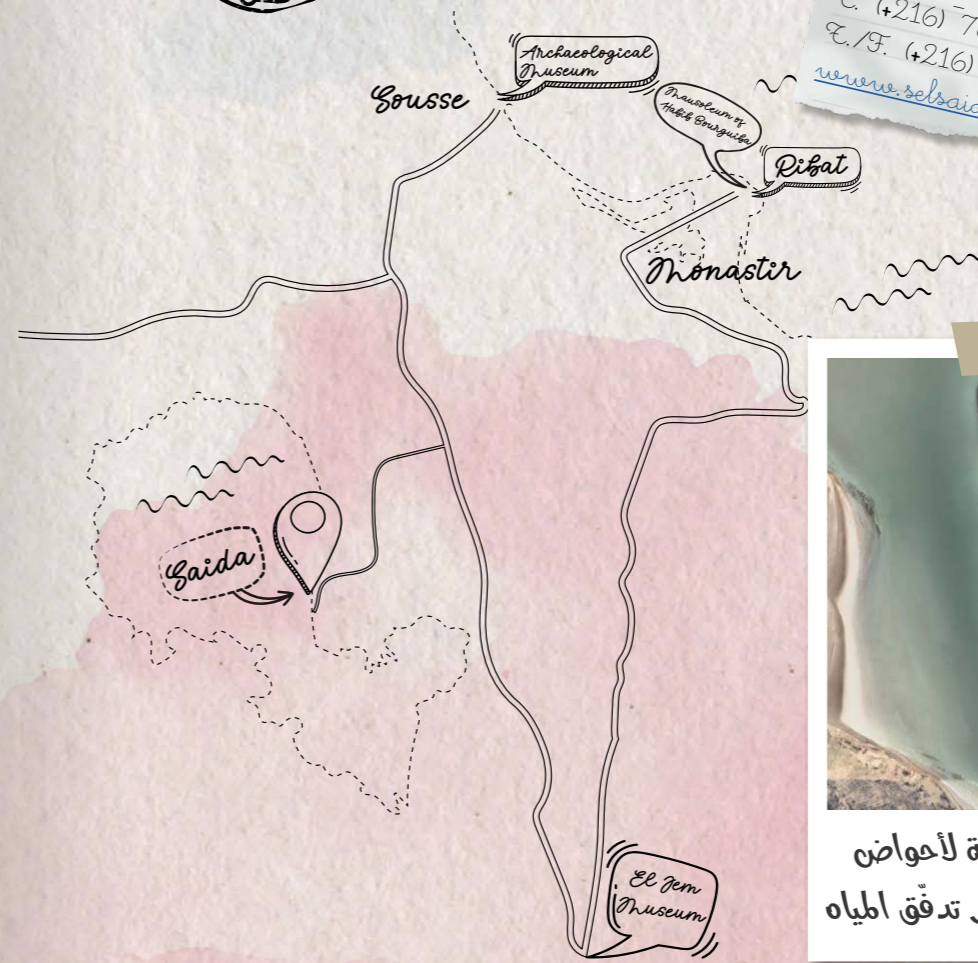 C. (+216)
T./F. (+216)
Archaeological
Museum
Sousse
Mausoleum of
Habib Bourguiba
Ribat
Monastir
Saida
El Jem
Museum
لأحواض
تدفّق المياه